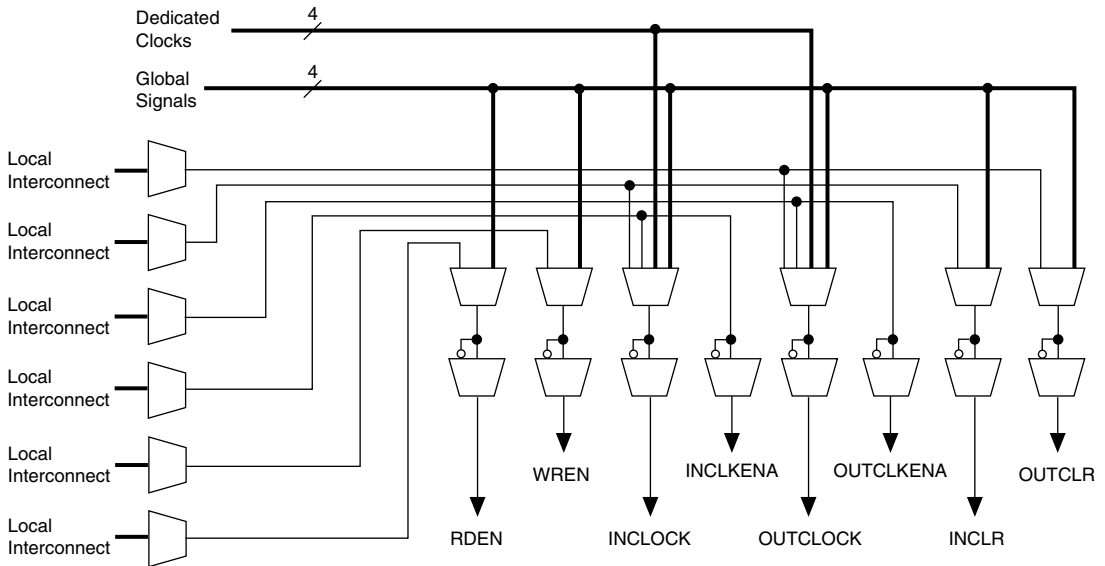 Dedicated
Clocks
4
Global
Signals
4
Local
Interconnect
Local
Interconnect
Local
Interconnect
Local
Interconnect
Local
Interconnect
Local
Interconnect
WREN
INCLKENA
OUTCLKENA
OUTCLR
RDEN
INCLOCK
OUTCLOCK
INCLR